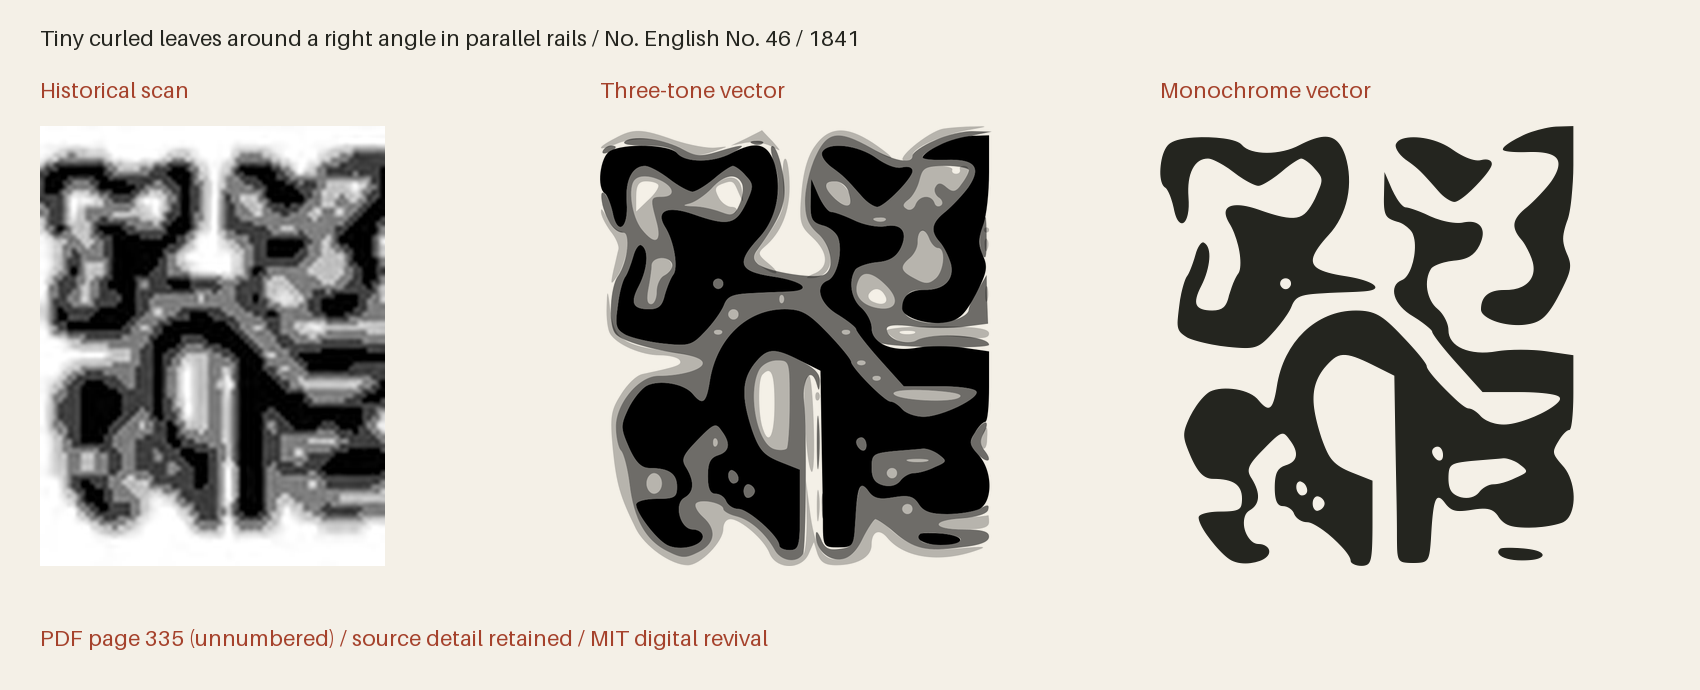 Tiny curled leaves around a right angle in parallel rails / No. English No. 46 / 1841
Historical scan
Three-tone vector
Monochrome vector
PDF page 335 (unnumbered) / source detail retained / MIT digital revival